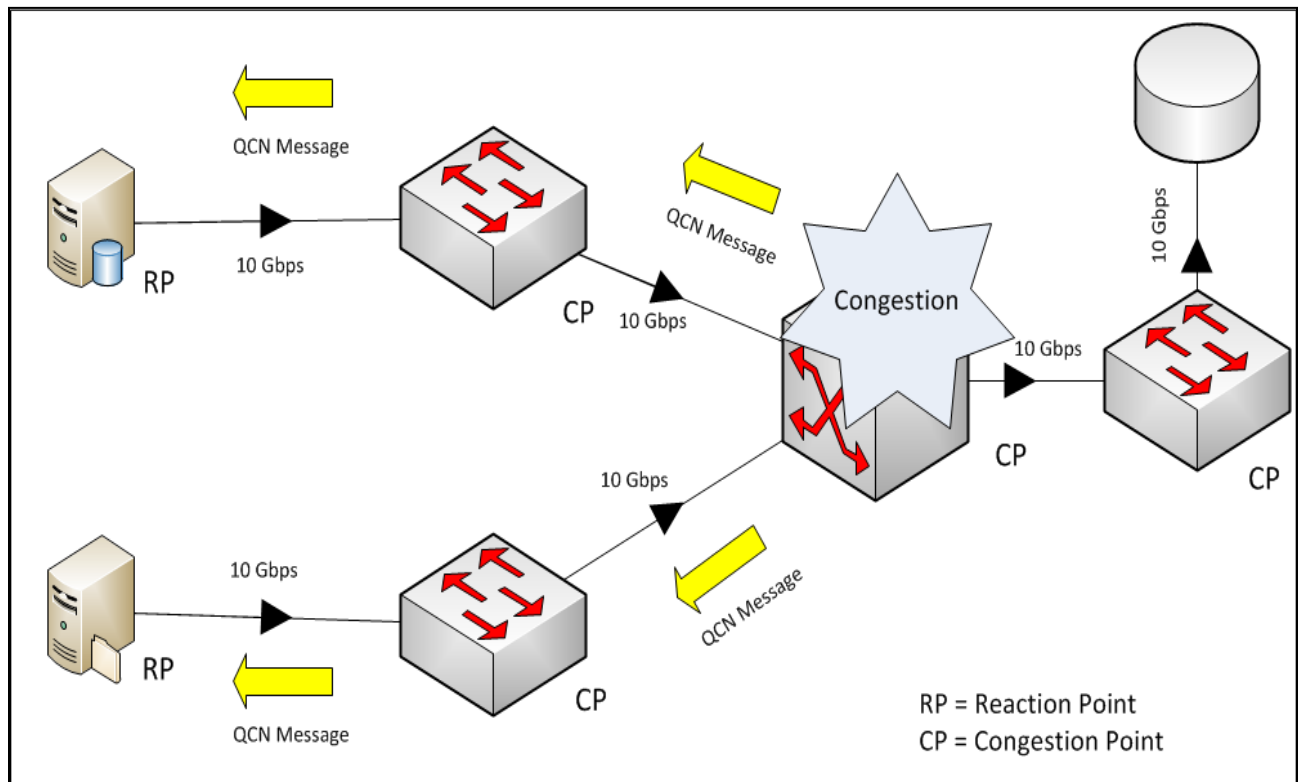 QCN Message
RP
10 Gbps
CP
QCN Message
10 Gbps
Congestion
10 Gbps
CP
10 Gbps
CP
10 Gbps
QCN Message
RP
10 Gbps
QCN Message
CP
RP = Reaction Point
CP = Congestion Point